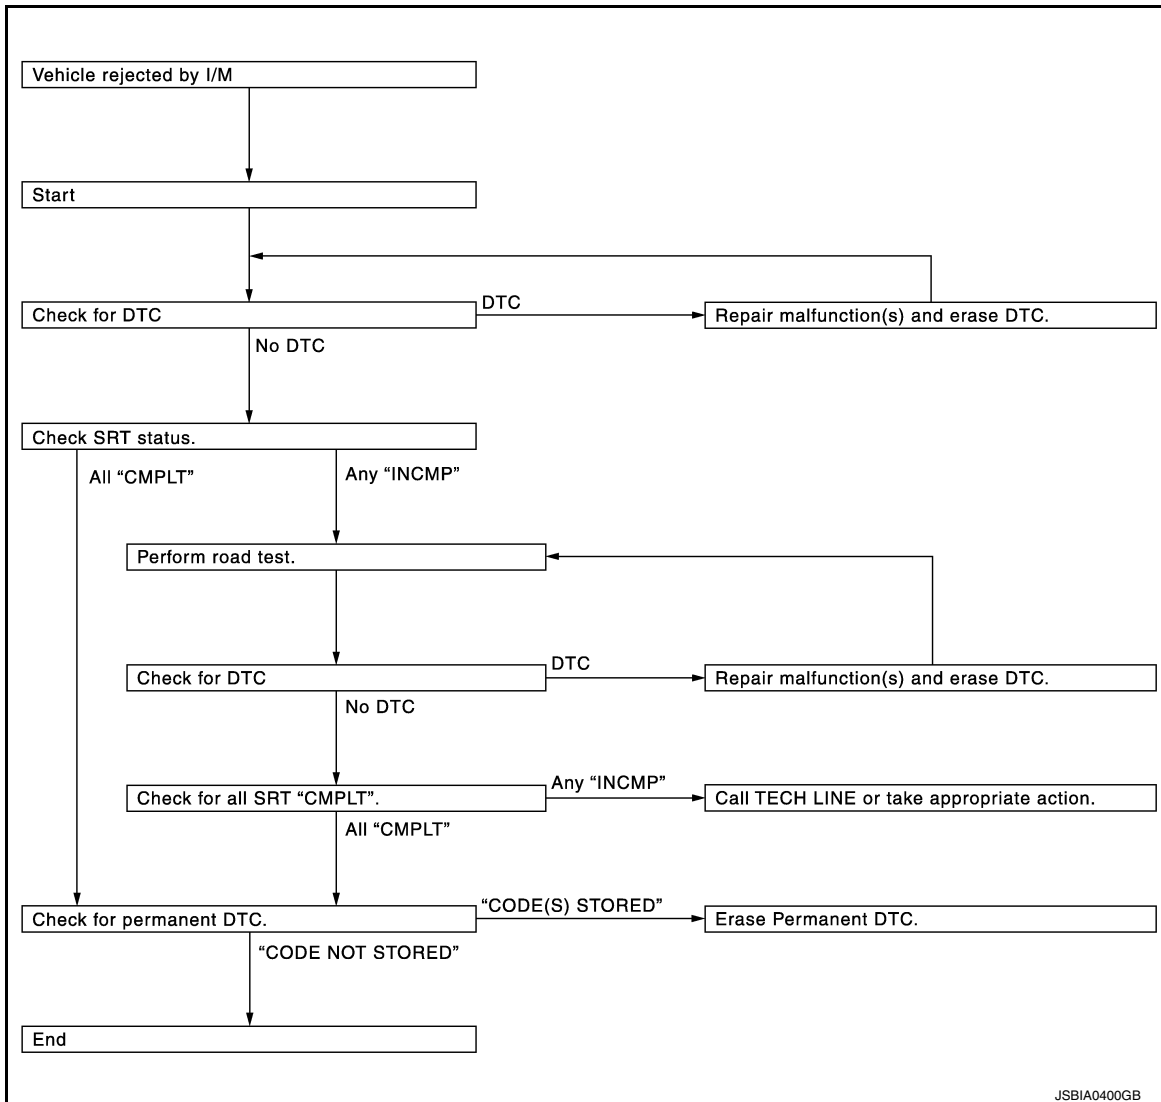 Vehicle rejected by I/M
Start
Check for DTC
DTC
Repair malfunction(s) and erase DTC.
No DTC
Check SRT status.
All “CMPLT”
Any “INCMP”
Perform road test.
Check for DTC
DTC
Repair malfunction(s) and erase DTC.
No DTC
Check for all SRT “CMPLT”.
Any “INCMP”
Call TECH LINE or take appropriate action.
All “CMPLT”
Check for permanent DTC.
“CODE(S) STORED”
Erase Permanent DTC.
“CODE NOT STORED”
End
JSBIA0400GB